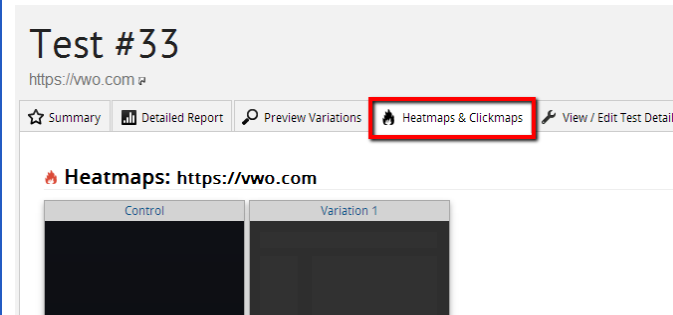 Test #33
https://vwo.com
Summary Detailed Report Preview Variations Heatmaps & Clickmaps View / Edit Test Detail
Heatmaps: https://vwo.com
Control Variation 1